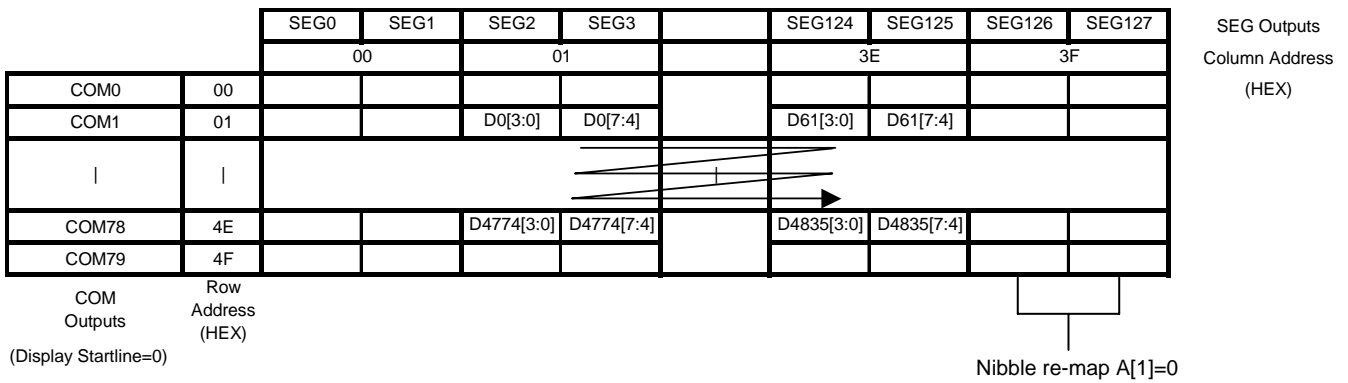 SEG0 SEG1 SEG2 SEG3 SEG124 SEG125 SEG126 SEG127 SEG Outputs
00 01 3E 3F Column Address
(HEX)
COM0 00
COM1 01 D0[3:0] D0[7:4] D61[3:0] D61[7:4]
| | |
COM78 4E D4774[3:0] D4774[7:4] D4835[3:0] D4835[7:4]
COM79 4F
COM
Outputs
(Display Startline=0)
Row
Address
(HEX)
Nibble re-map A[1]=0